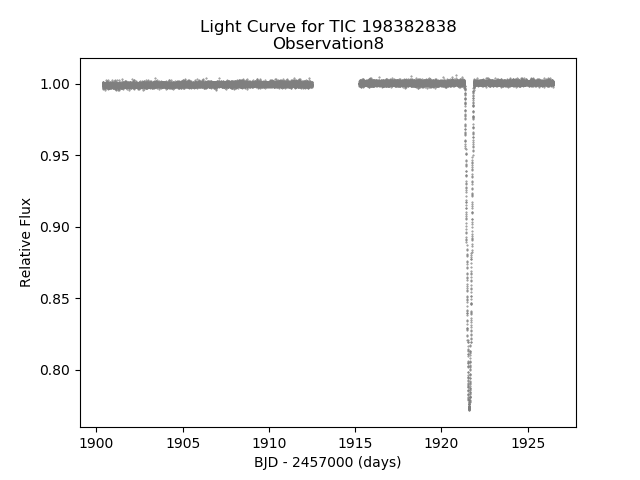 Light Curve for TIC 198382838
Observation8
1.00
0.95
0.90
0.85
0.80
Relative Flux
1900
1905
1910
1915
1920
1925
BJD - 2457000 (days)